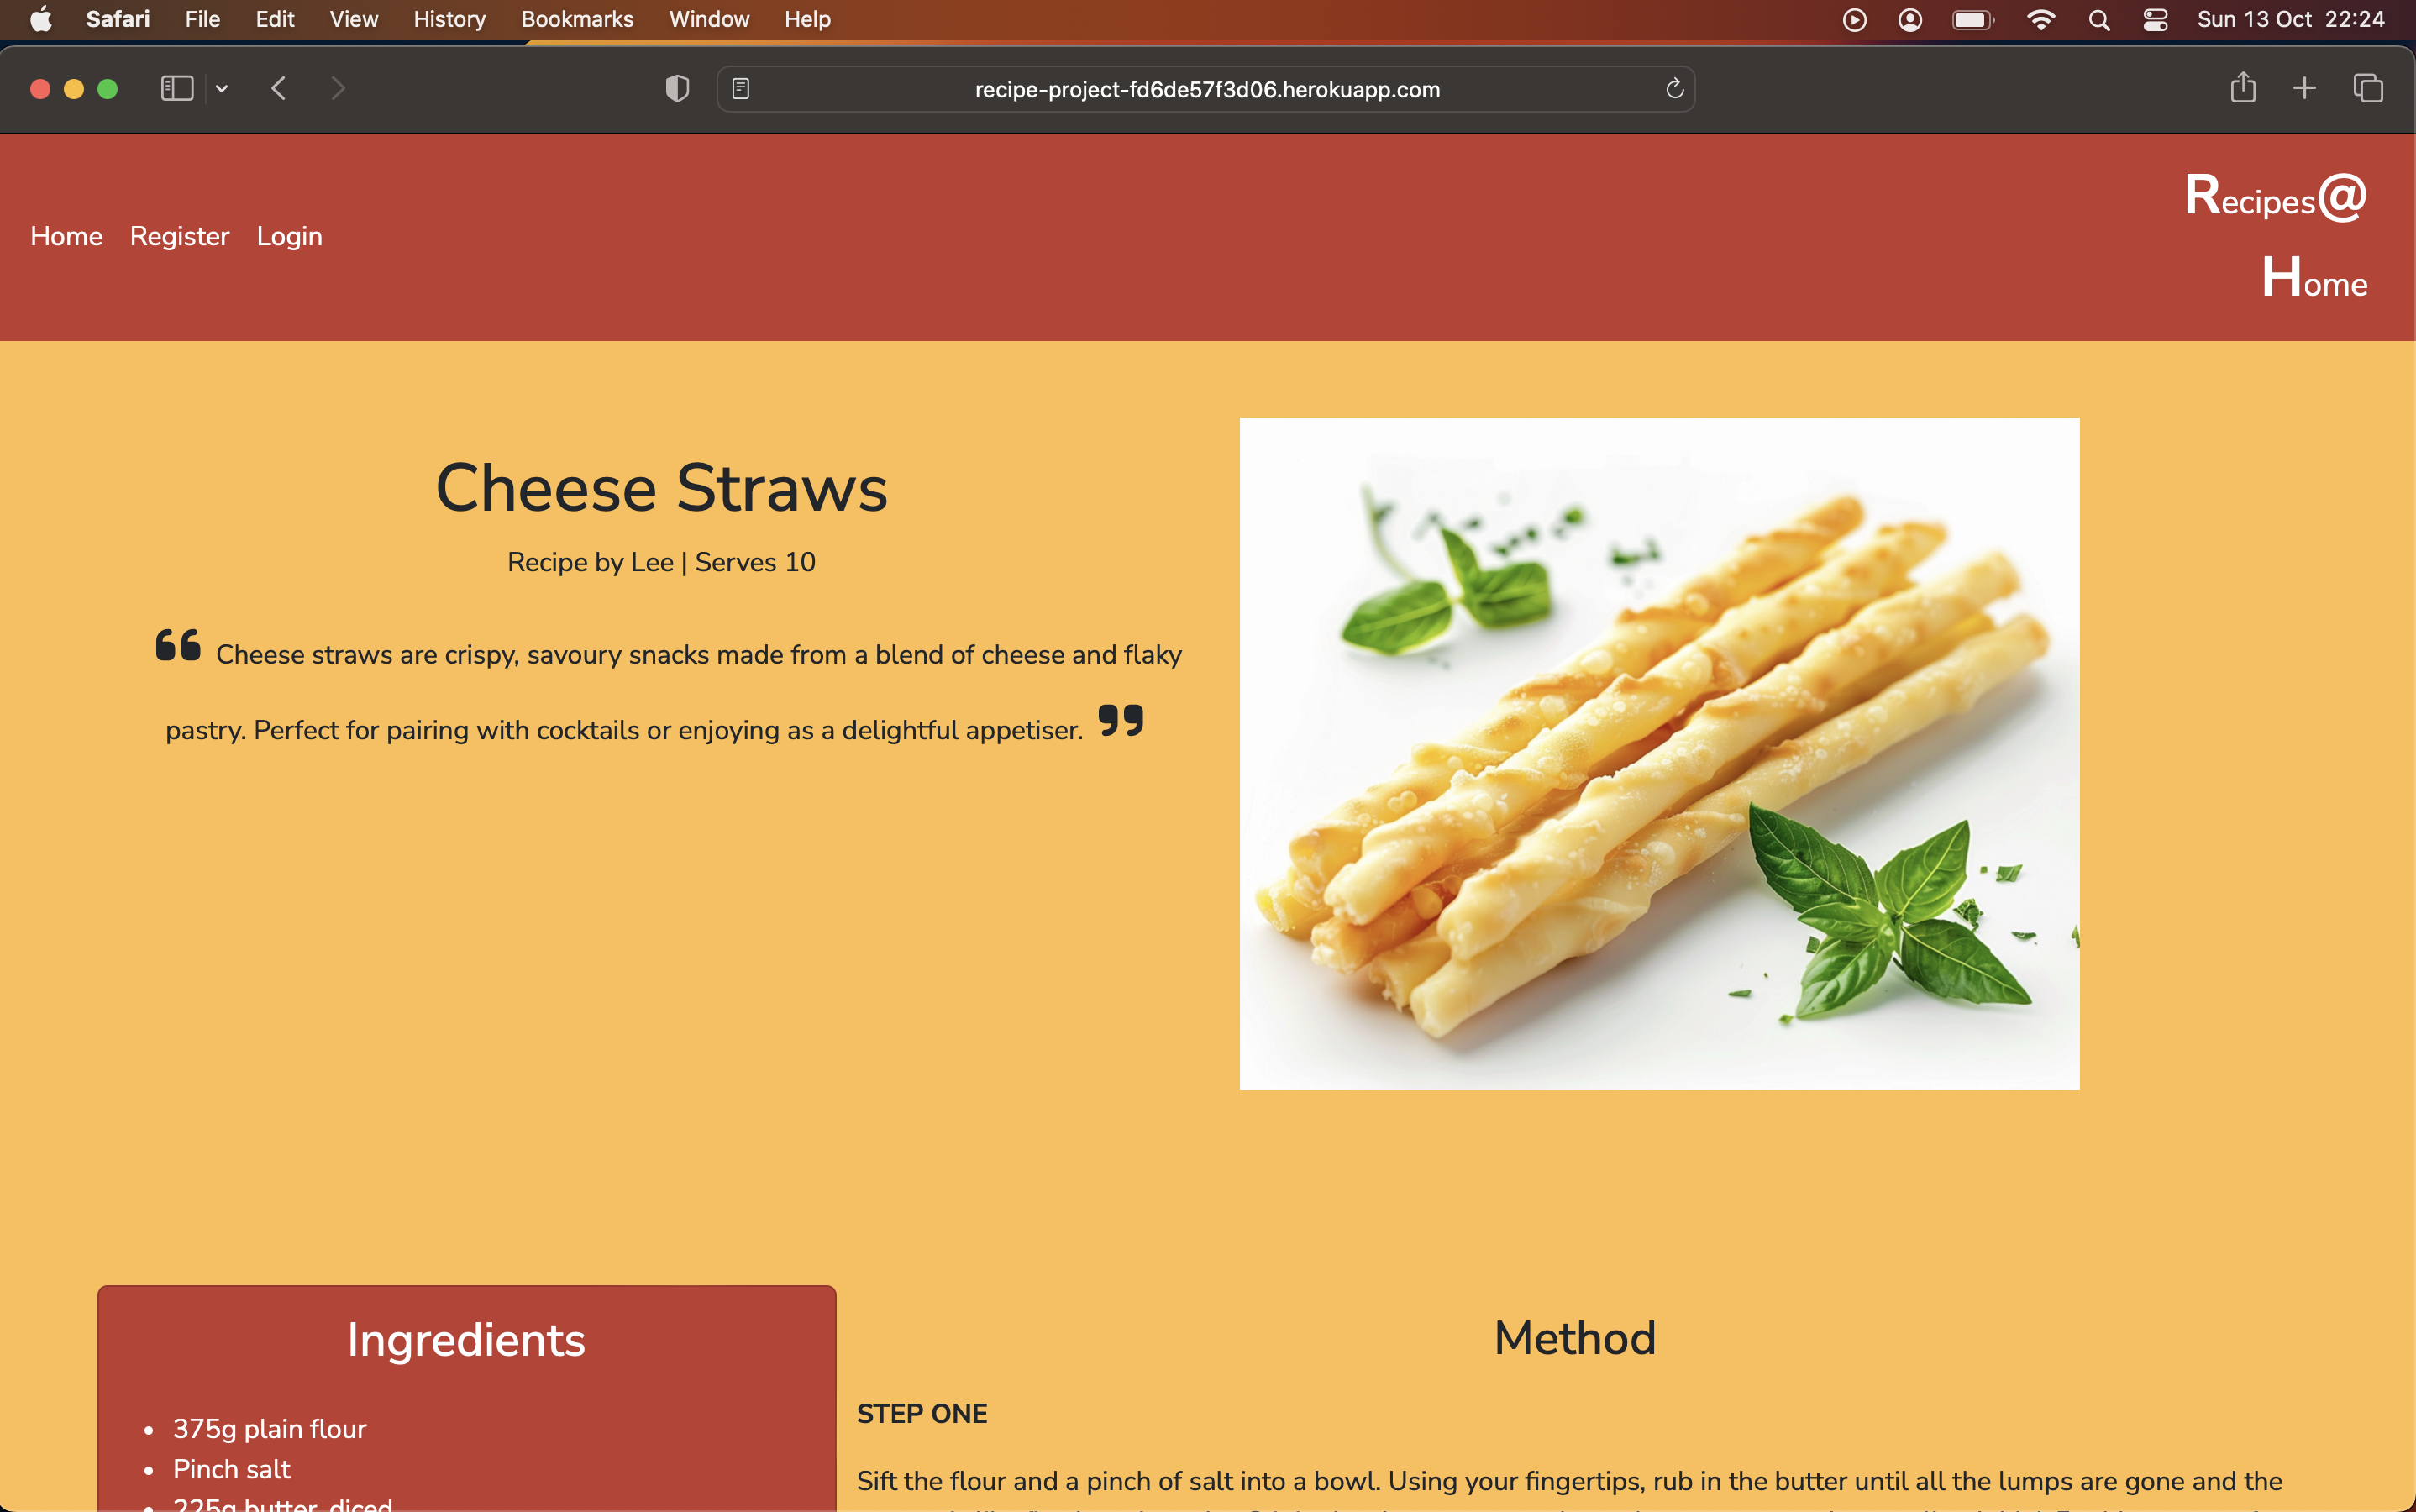 Safari File Edit View History Bookmarks Window Help Sun 13 Oct 22:24
recipe-project-fd6de57f3d06.herokuapp.com
Home Register Login
Recipes@
Home
Cheese Straws
Recipe by Lee | Serves 10
“ Cheese straws are crispy, savoury snacks made from a blend of cheese and flaky
pastry. Perfect for pairing with cocktails or enjoying as a delightful appetiser. ”
Ingredients
• 375g plain flour
• Pinch salt
• 225g butter, diced
Method
STEP ONE
Sift the flour and a pinch of salt into a bowl. Using your fingertips, rub in the butter until all the lumps are gone and the